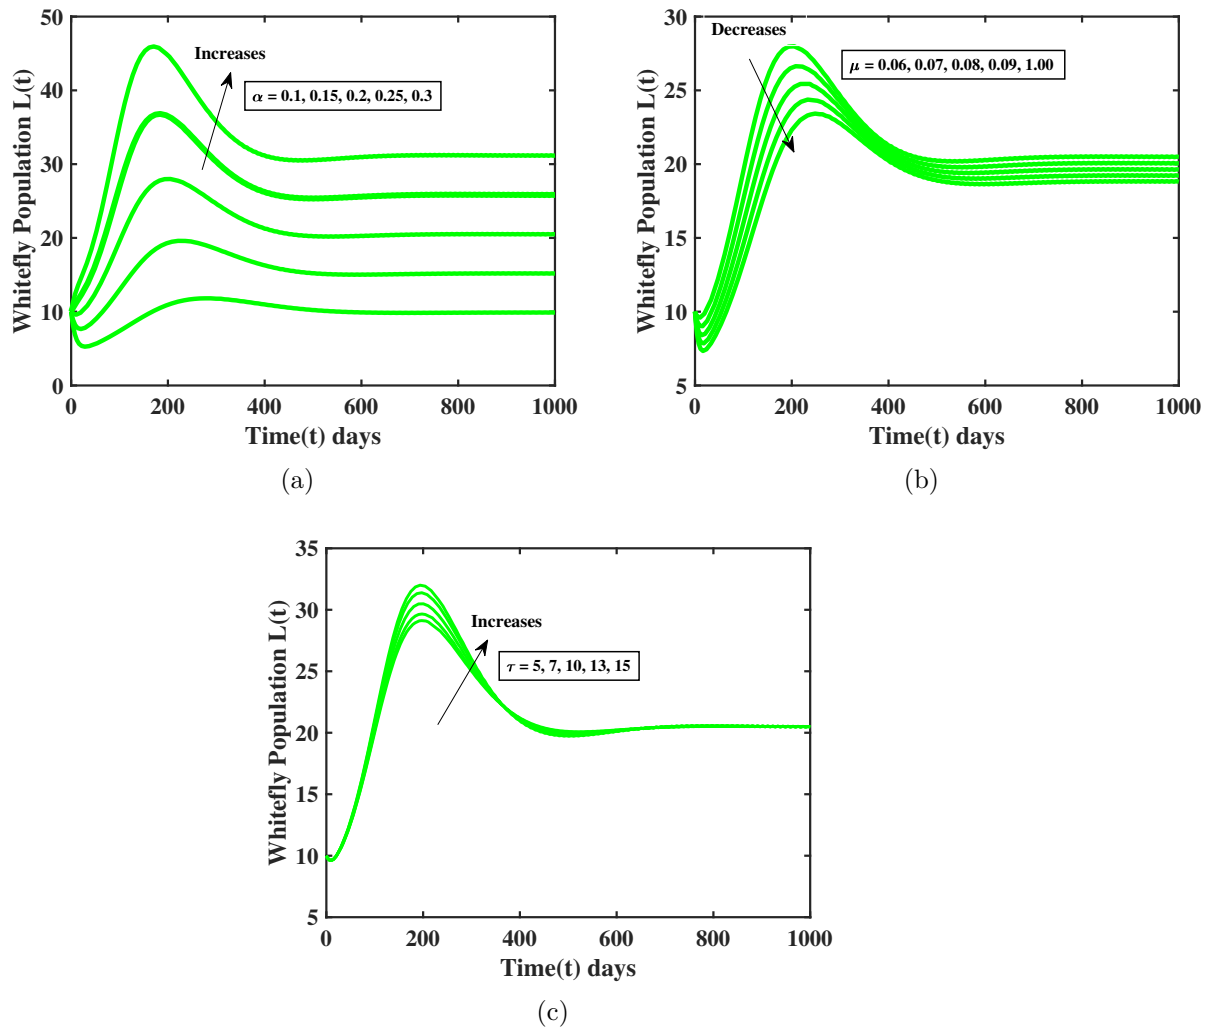 50
40
30
20
10
0
0 200 400 600 800 1000
Whitefly Population L(t)
Time(t) days
Increases
α = 0.1, 0.15, 0.2, 0.25, 0.3
(a)
30
25
20
15
10
5
0 200 400 600 800 1000
Whitefly Population L(t)
Time(t) days
Decreases
μ = 0.06, 0.07, 0.08, 0.09, 1.00
(b)
35
30
25
20
15
10
5
0 200 400 600 800 1000
Whitefly Population L(t)
Time(t) days
Increases
τ = 5, 7, 10, 13, 15
(c)